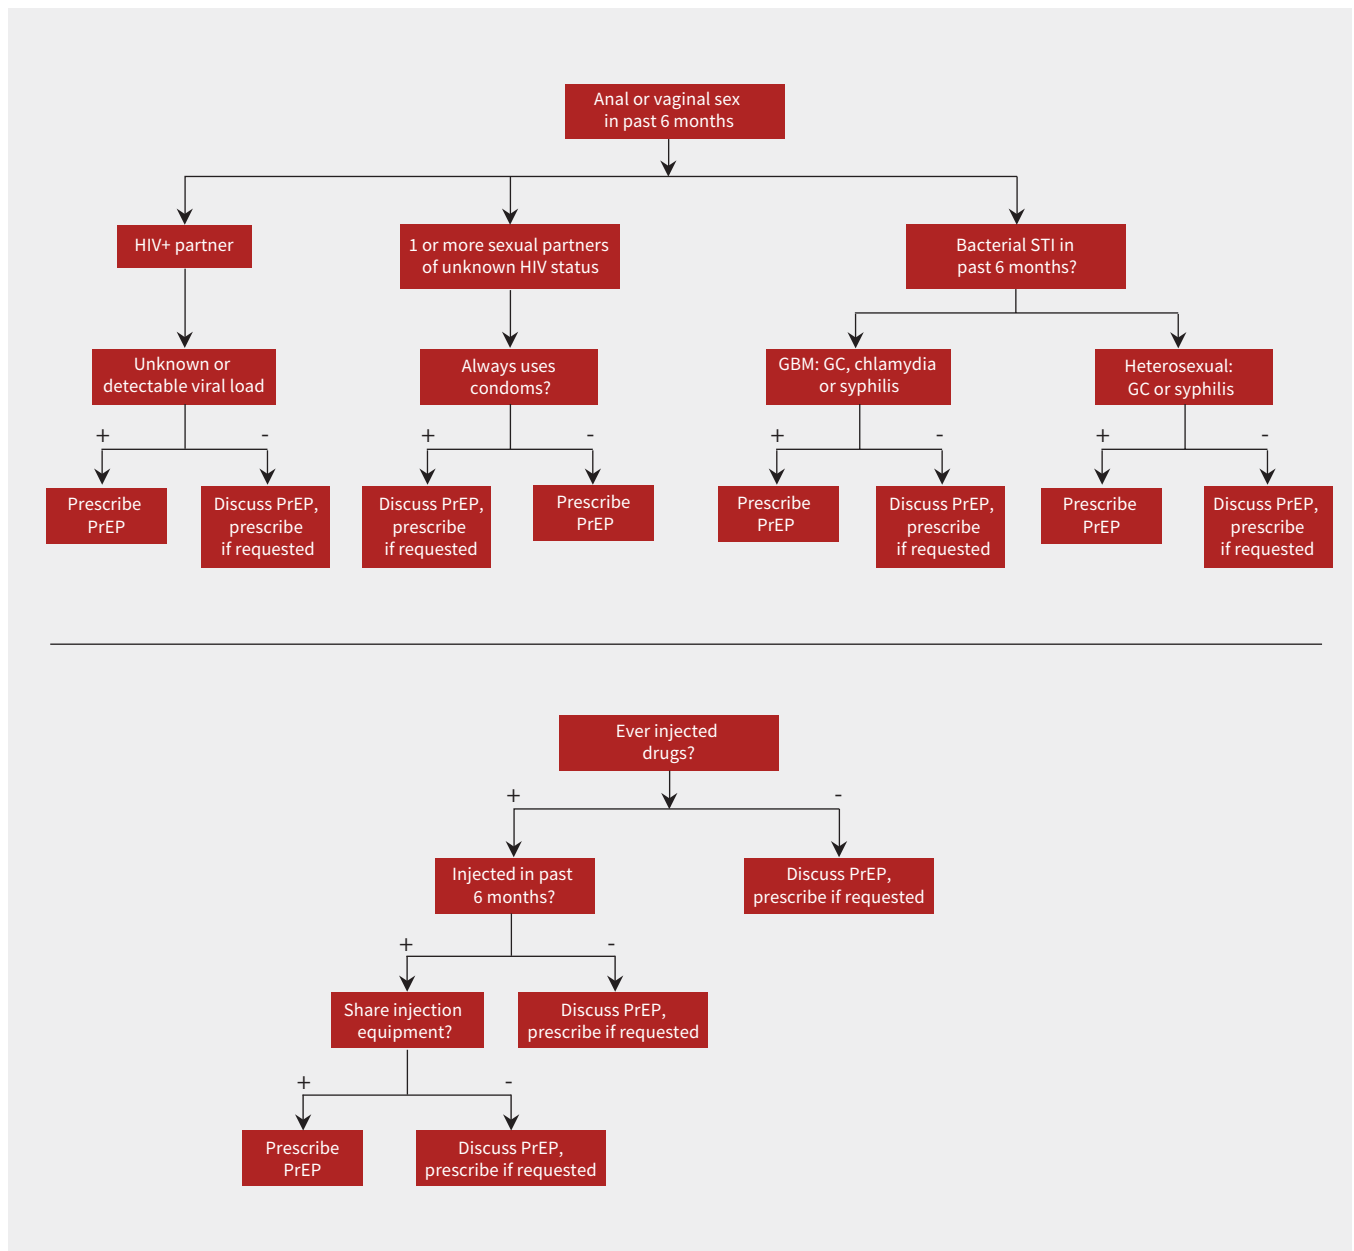 Anal or vaginal sex
in past 6 months
HIV+ partner
1 or more sexual partners
of unknown HIV status
Bacterial STI in
past 6 months?
Unknown or
detectable viral load
Always uses
condoms?
GBM: GC, chlamydia
or syphilis
Heterosexual:
GC or syphilis
+
-
+
-
+
-
+
-
Prescribe
PrEP
Discuss PrEP,
prescribe
if requested
Discuss PrEP,
prescribe
if requested
Prescribe
PrEP
Prescribe
PrEP
Discuss PrEP,
prescribe
if requested
Prescribe
PrEP
Discuss PrEP,
prescribe
if requested
Ever injected
drugs?
+
-
Injected in past
6 months?
Discuss PrEP,
prescribe if requested
+
-
Share injection
equipment?
Discuss PrEP,
prescribe if requested
+
-
Prescribe
PrEP
Discuss PrEP,
prescribe if requested